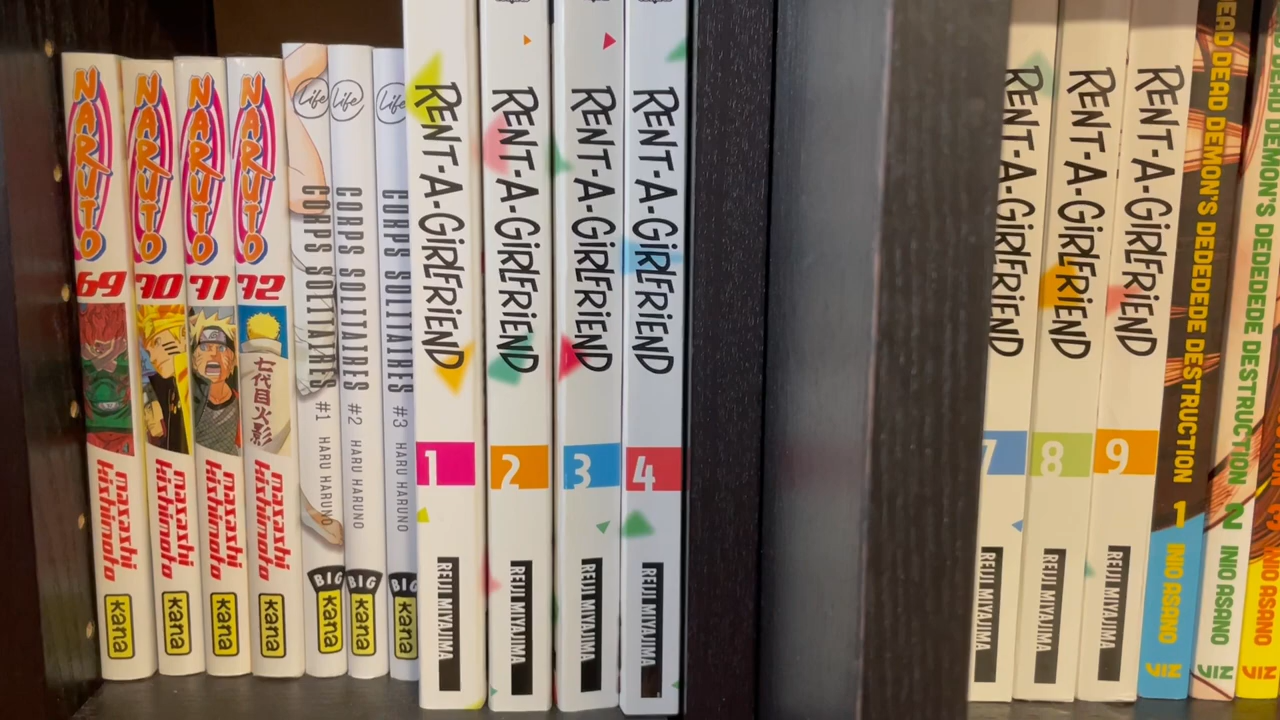 NARUTO
69
masashi kishimoto
kana
NARUTO
70
masashi kishimoto
kana
NARUTO
71
masashi kishimoto
kana
NARUTO
72
七代目火影
masashi kishimoto
kana
Life
CORPS SOLITAIRES #1 HARU HARUNO
BIG
kana
Life
CORPS SOLITAIRES #2 HARU HARUNO
BIG
kana
Life
CORPS SOLITAIRES #3 HARU HARUNO
BIG
kana
RENT-A-GIRLFRIEND
1
REIJI MIYAJIMA
RENT-A-GIRLFRIEND
2
REIJI MIYAJIMA
RENT-A-GIRLFRIEND
3
REIJI MIYAJIMA
RENT-A-GIRLFRIEND
4
REIJI MIYAJIMA
RENT-A-GIRLFRIEND
7
REIJI MIYAJIMA
RENT-A-GIRLFRIEND
8
REIJI MIYAJIMA
RENT-A-GIRLFRIEND
9
REIJI MIYAJIMA
DEAD DEMON'S DEDEDEDE DESTRUCTION 1 INIO ASANO
DEAD DEMON'S DEDEDEDE DESTRUCTION 2 INIO ASANO
INIO ASANO